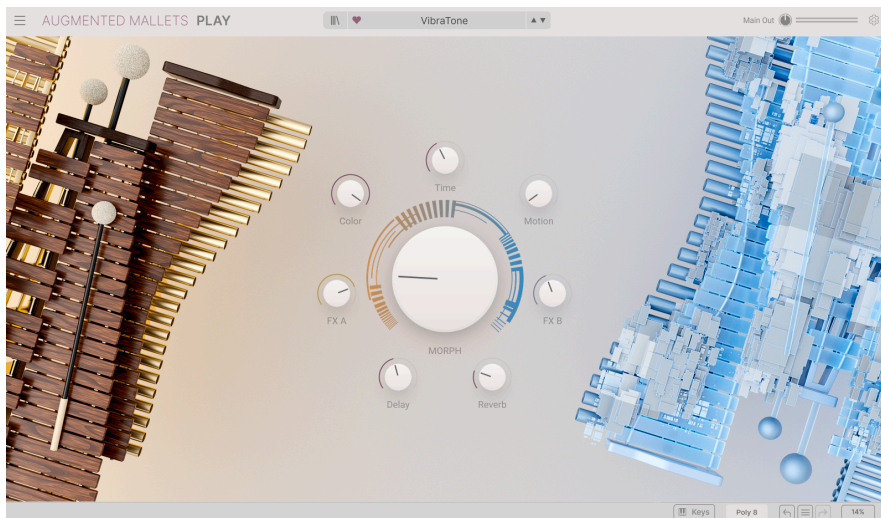 AUGMENTED MALLETS PLAY
VibraTone
Main Out
Time
Color
Motion
FX A
FX B
MORPH
Delay
Reverb
Keys
Poly 8
14%